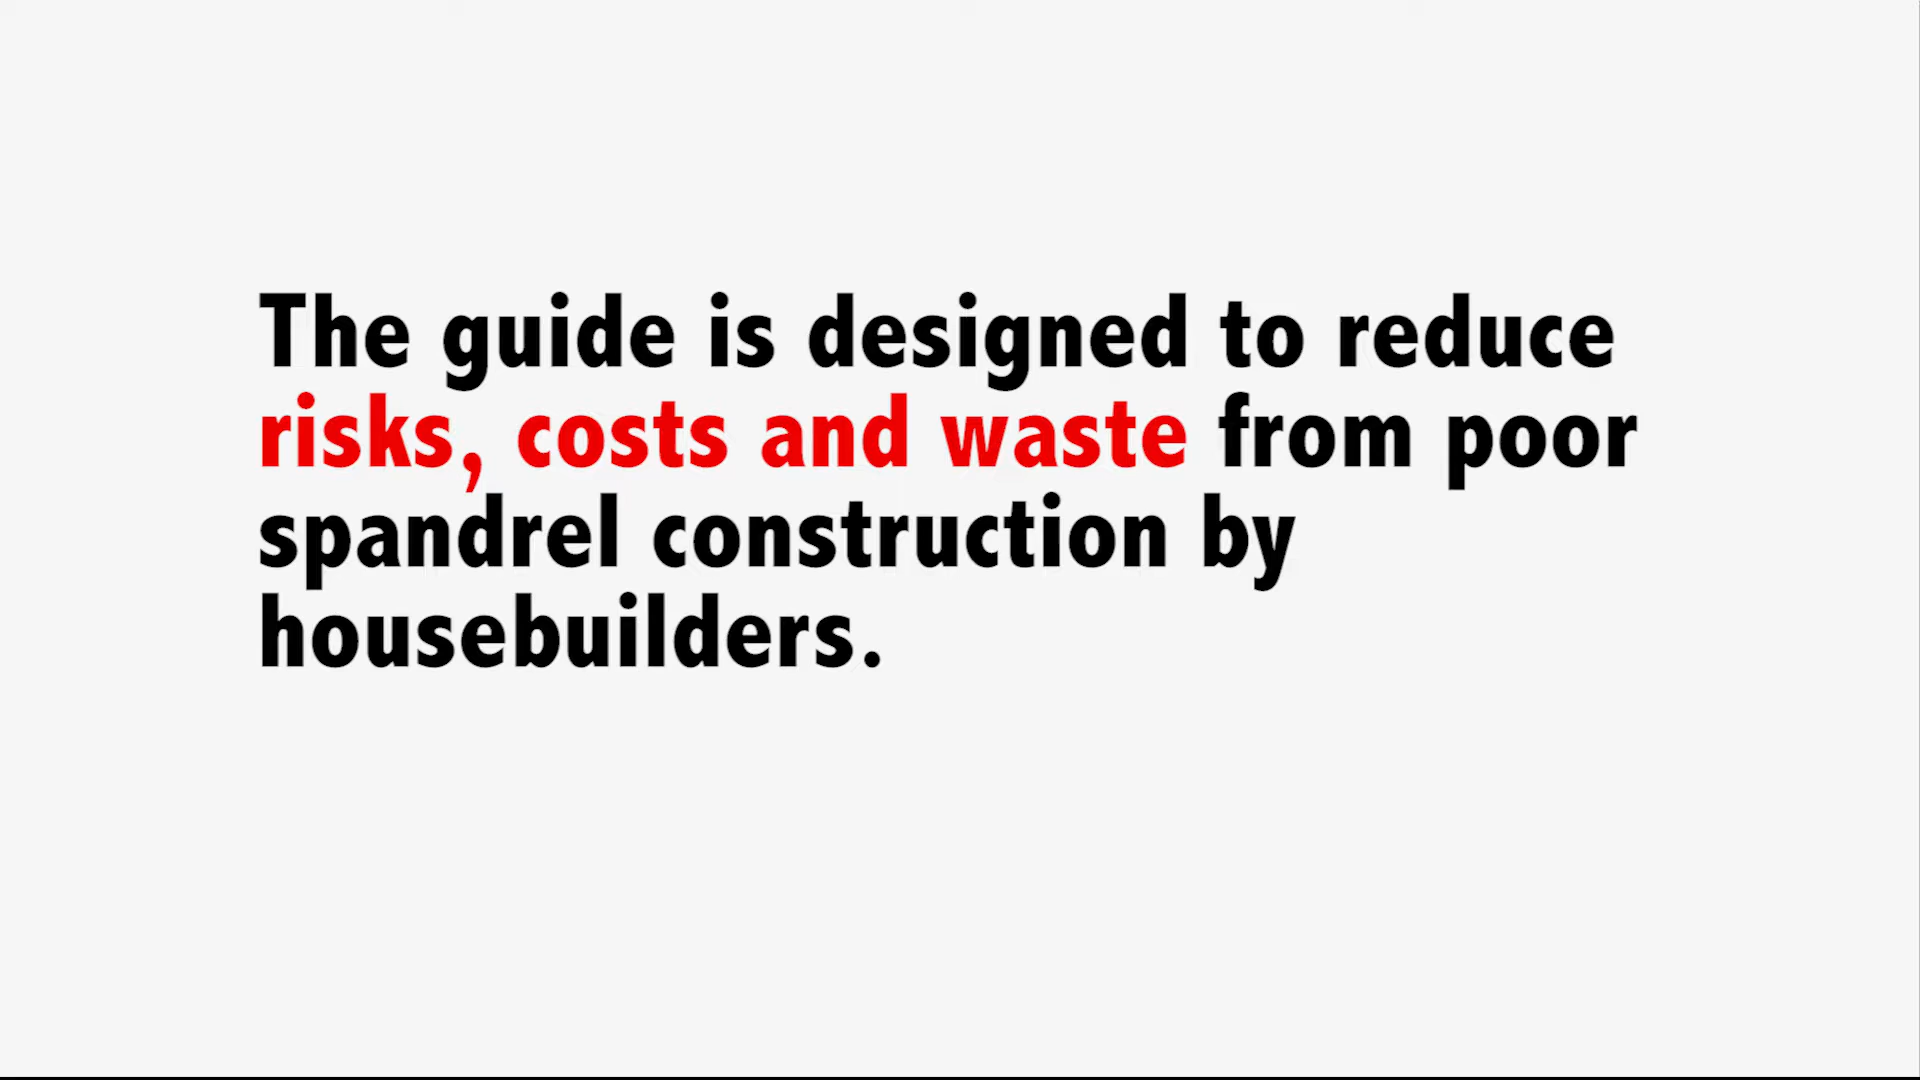 The guide is designed to reduce
risks, costs and waste from poor
spandrel construction by
housebuilders.